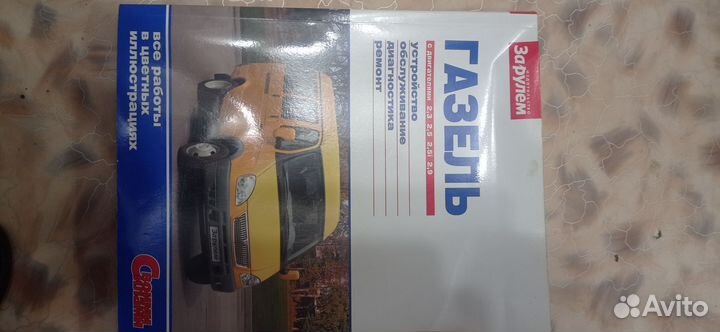 ИЗДАТЕЛЬСТВО
За рулем
ГАЗЕЛЬ
с двигателями 2,3 2,5 2,5i 2,9
устройство
обслуживание
диагностика
ремонт
все работы
в цветных
иллюстрациях
Своими
силами
Avito